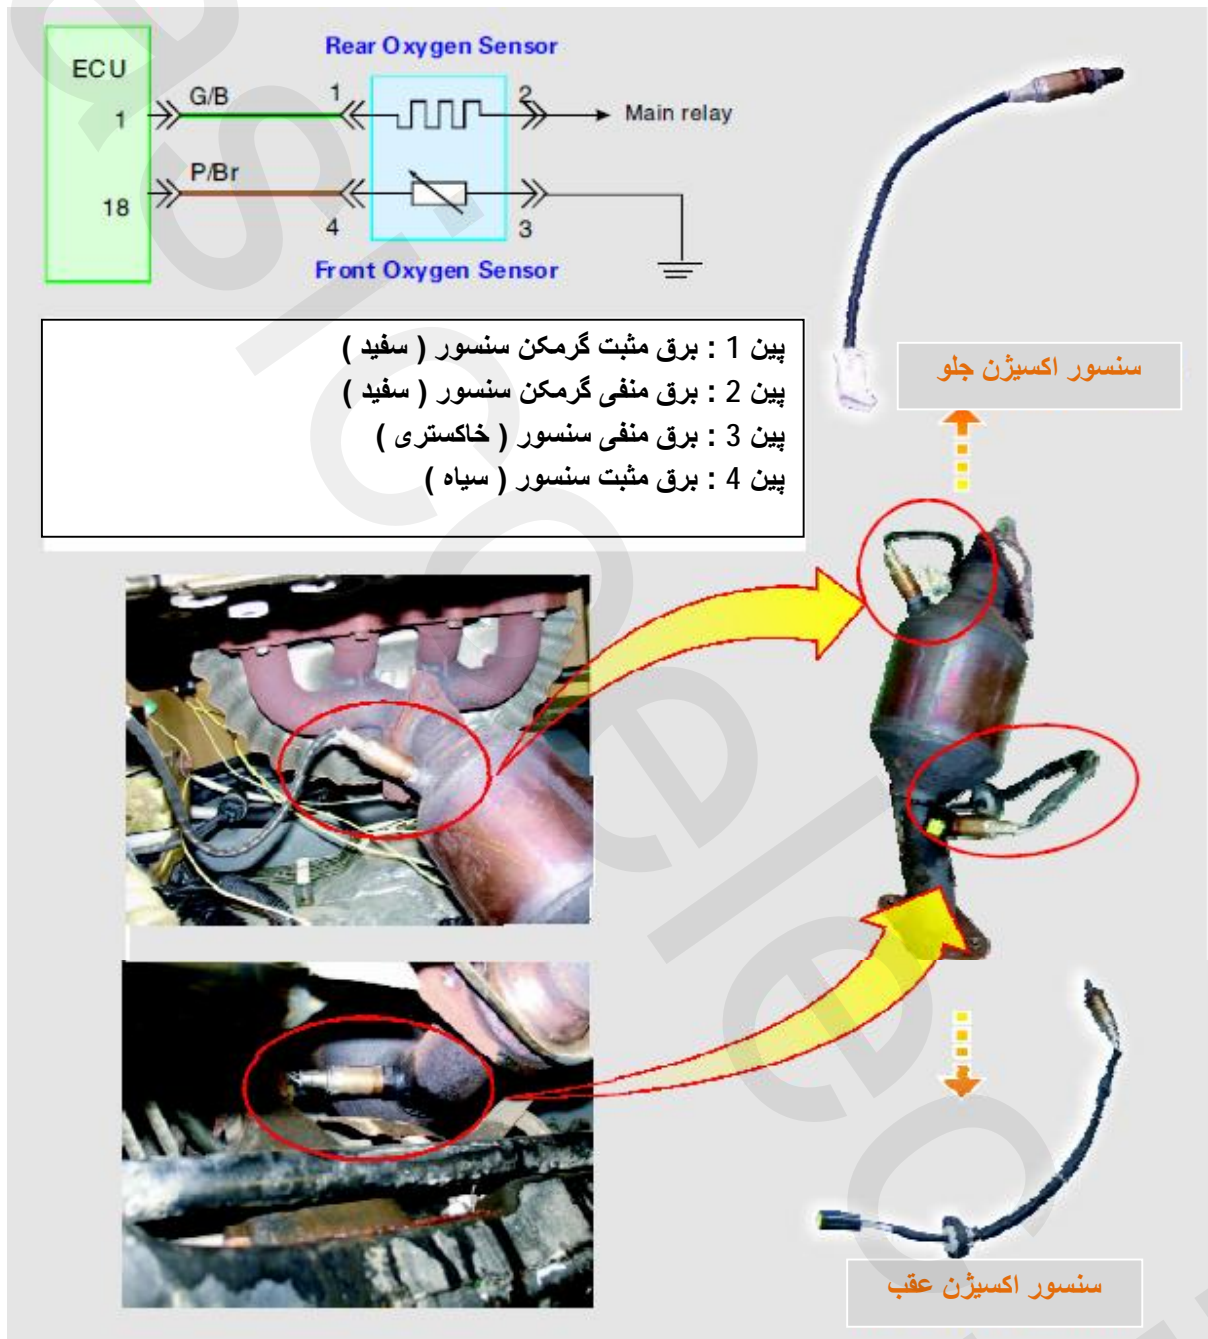 Rear Oxygen Sensor
ECU
G/B
1
2
1
Main relay
P/Br
18
4
3
Front Oxygen Sensor
پین 1 : برق مثبت گرمکن سنسور ( سفید )
پین 2 : برق منفی گرمکن سنسور ( سفید )
پین 3 : برق منفی سنسور ( خاکستری )
پین 4 : برق مثبت سنسور ( سیاه )
سنسور اکسیژن جلو
سنسور اکسیژن عقب